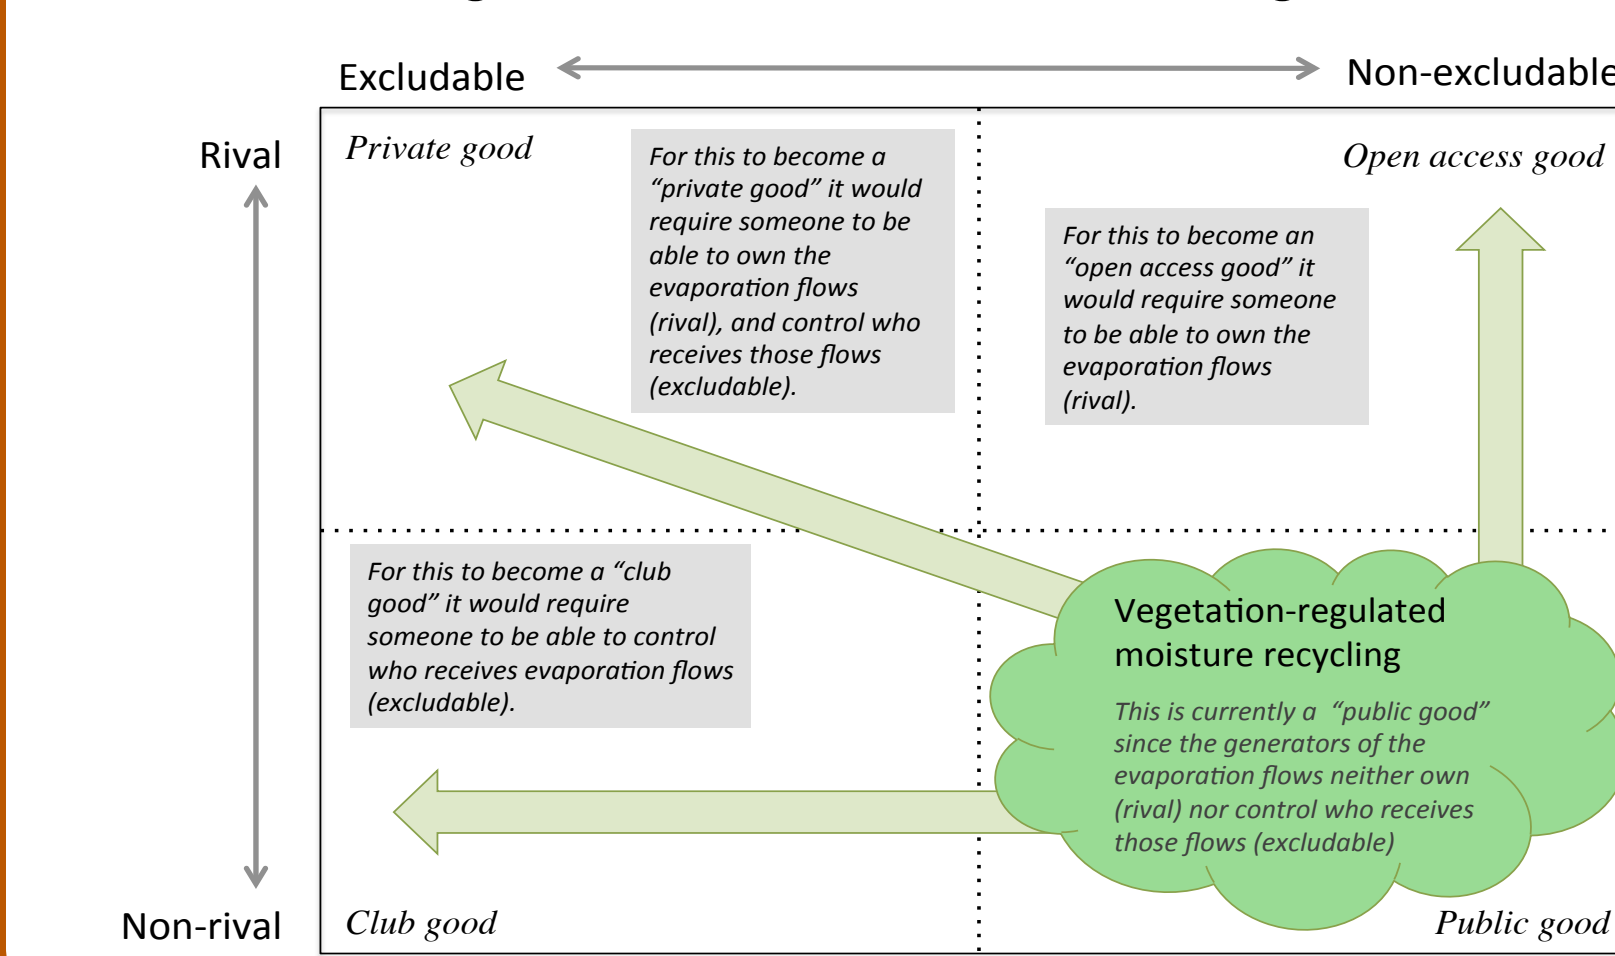 Excludable
Non-excludable
Rival
Private good
For this to become a
“private good” it would
require someone to be
able to own the
evaporation flows
(rival), and control who
receives those flows
(excludable).
Open access good
For this to become an
“open access good” it
would require someone
to be able to own the
evaporation flows
(rival).
For this to become a “club
good” it would require
someone to be able to control
who receives evaporation flows
(excludable).
Vegetation-regulated
moisture recycling
This is currently a “public good”
since the generators of the
evaporation flows neither own
(rival) nor control who receives
those flows (excludable)
Non-rival
Club good
Public good